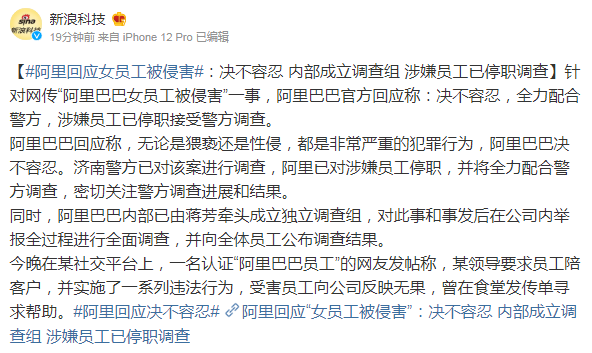 sina
新浪科技
新浪科技
19分钟前 来自 iPhone 12 Pro 已编辑
【#阿里回应女员工被侵害#：决不容忍 内部成立调查组 涉嫌员工已停职调查】针
对网传“阿里巴巴女员工被侵害”一事，阿里巴巴官方回应称：决不容忍，全力配合
警方，涉嫌员工已停职接受警方调查。
阿里巴巴回应称，无论是猥亵还是性侵，都是非常严重的犯罪行为，阿里巴巴决
不容忍。济南警方已对该案进行调查，阿里已对涉嫌员工停职，并将全力配合警
方调查，密切关注警方调查进展和结果。
同时，阿里巴巴内部已由蒋芳牵头成立独立调查组，对此事和事发后在公司内举
报全过程进行全面调查，并向全体员工公布调查结果。
今晚在某社交平台上，一名认证“阿里巴巴员工”的网友发帖称，某领导要求员工陪
客户，并实施了一系列违法行为，受害员工向公司反映无果，曾在食堂发传单寻
求帮助。#阿里回应决不容忍# 阿里回应“女员工被侵害”：决不容忍 内部成立调
查组 涉嫌员工已停职调查